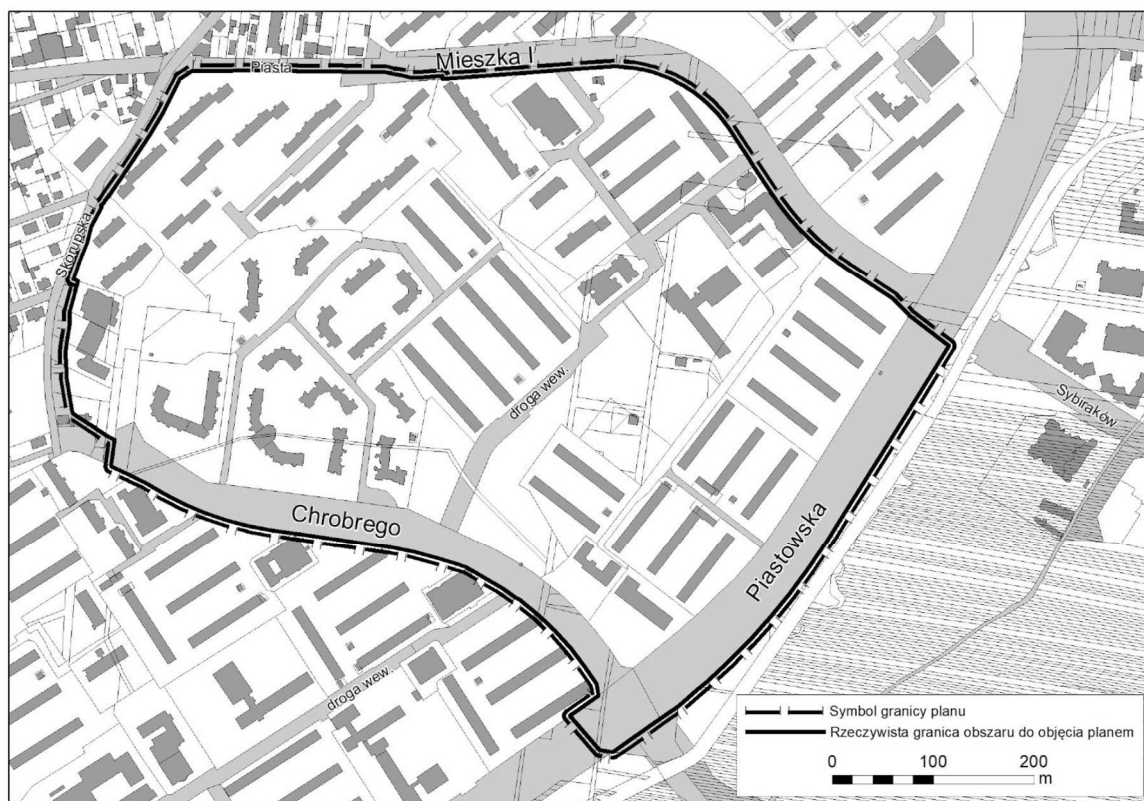 Mieszka I
Piasta
Skorupska
droga wew.
Sybiraków
Chrobrego
Piastowska
droga wew.
Symbol granicy planu
Rzeczywista granica obszaru do objęcia planem
0 100 200
m